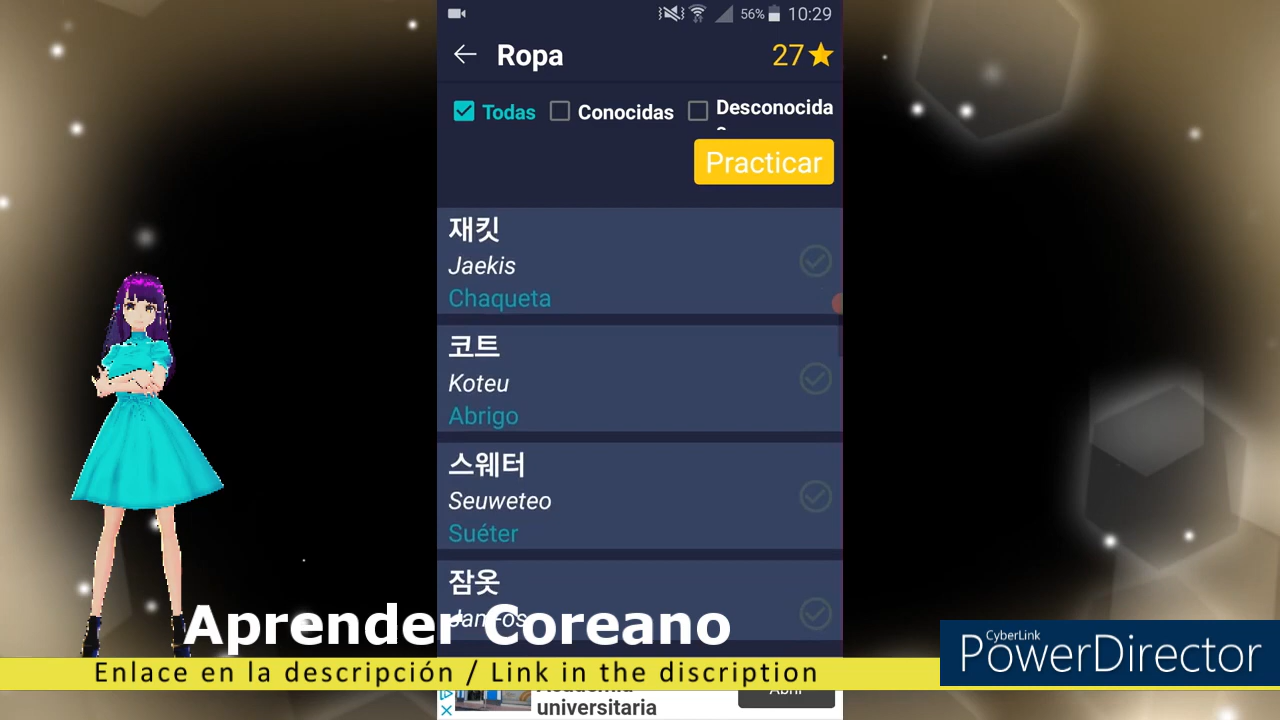 56% 10:29
Ropa 27
Todas Conocidas Desconocida
Practicar
재킷
Jaekis
Chaqueta
코트
Koteu
Abrigo
스웨터
Seuweteo
Suéter
잠옷
Aprender Coreano
Enlace en la descripción / Link in the discription
CyberLink
PowerDirector
universitaria